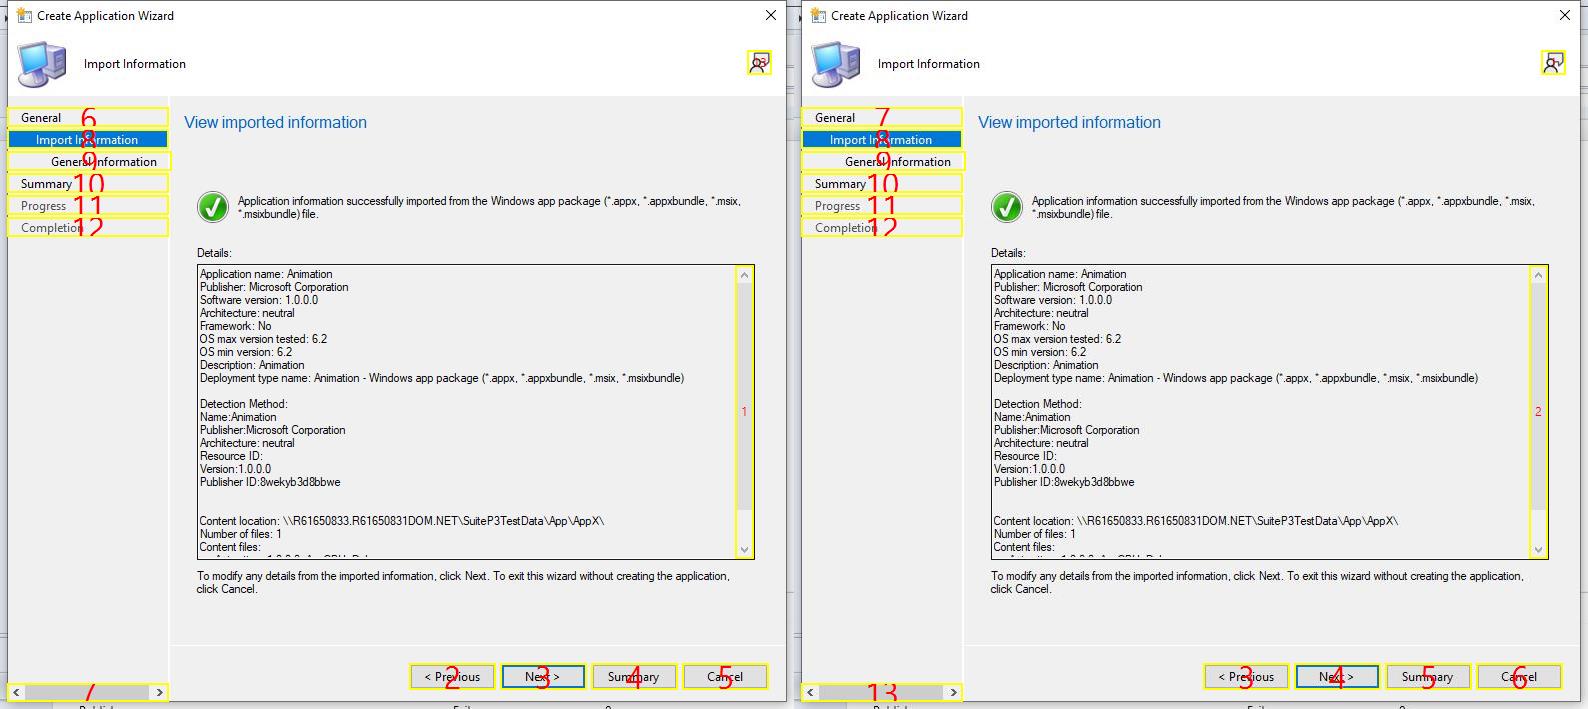 Create Application Wizard
Import Information
13
General 6
Import Information 8
General Information 9
Summary 10
Progress 11
Completion 12
7
View imported information
Application information successfully imported from the Windows app package (*.appx, *.appxbundle, *.msix,
*.msixbundle) file.
Details:
Application name: Animation
Publisher: Microsoft Corporation
Software version: 1.0.0.0
Architecture: neutral
Framework: No
OS max version tested: 6.2
OS min version: 6.2
Description: Animation
Deployment type name: Animation - Windows app package (*.appx, *.appxbundle, *.msix, *.msixbundle)
Detection Method:
Name:Animation
Publisher:Microsoft Corporation
Architecture: neutral
Resource ID:
Version:1.0.0.0
Publisher ID:8wekyb3d8bbwe
Content location: \\R61650833.R61650831DOM.NET\SuiteP3TestData\App\AppX\
Number of files: 1
Content files:
1
To modify any details from the imported information, click Next. To exit this wizard without creating the application,
click Cancel.
< Previous 2
Next > 3
Summary 4
Cancel 5
Create Application Wizard
Import Information
1
General 7
Import Information 8
General Information 9
Summary 10
Progress 11
Completion 12
13
View imported information
Application information successfully imported from the Windows app package (*.appx, *.appxbundle, *.msix,
*.msixbundle) file.
Details:
Application name: Animation
Publisher: Microsoft Corporation
Software version: 1.0.0.0
Architecture: neutral
Framework: No
OS max version tested: 6.2
OS min version: 6.2
Description: Animation
Deployment type name: Animation - Windows app package (*.appx, *.appxbundle, *.msix, *.msixbundle)
Detection Method:
Name:Animation
Publisher:Microsoft Corporation
Architecture: neutral
Resource ID:
Version:1.0.0.0
Publisher ID:8wekyb3d8bbwe
Content location: \\R61650833.R61650831DOM.NET\SuiteP3TestData\App\AppX\
Number of files: 1
Content files:
2
To modify any details from the imported information, click Next. To exit this wizard without creating the application,
click Cancel.
< Previous 3
Next > 4
Summary 5
Cancel 6